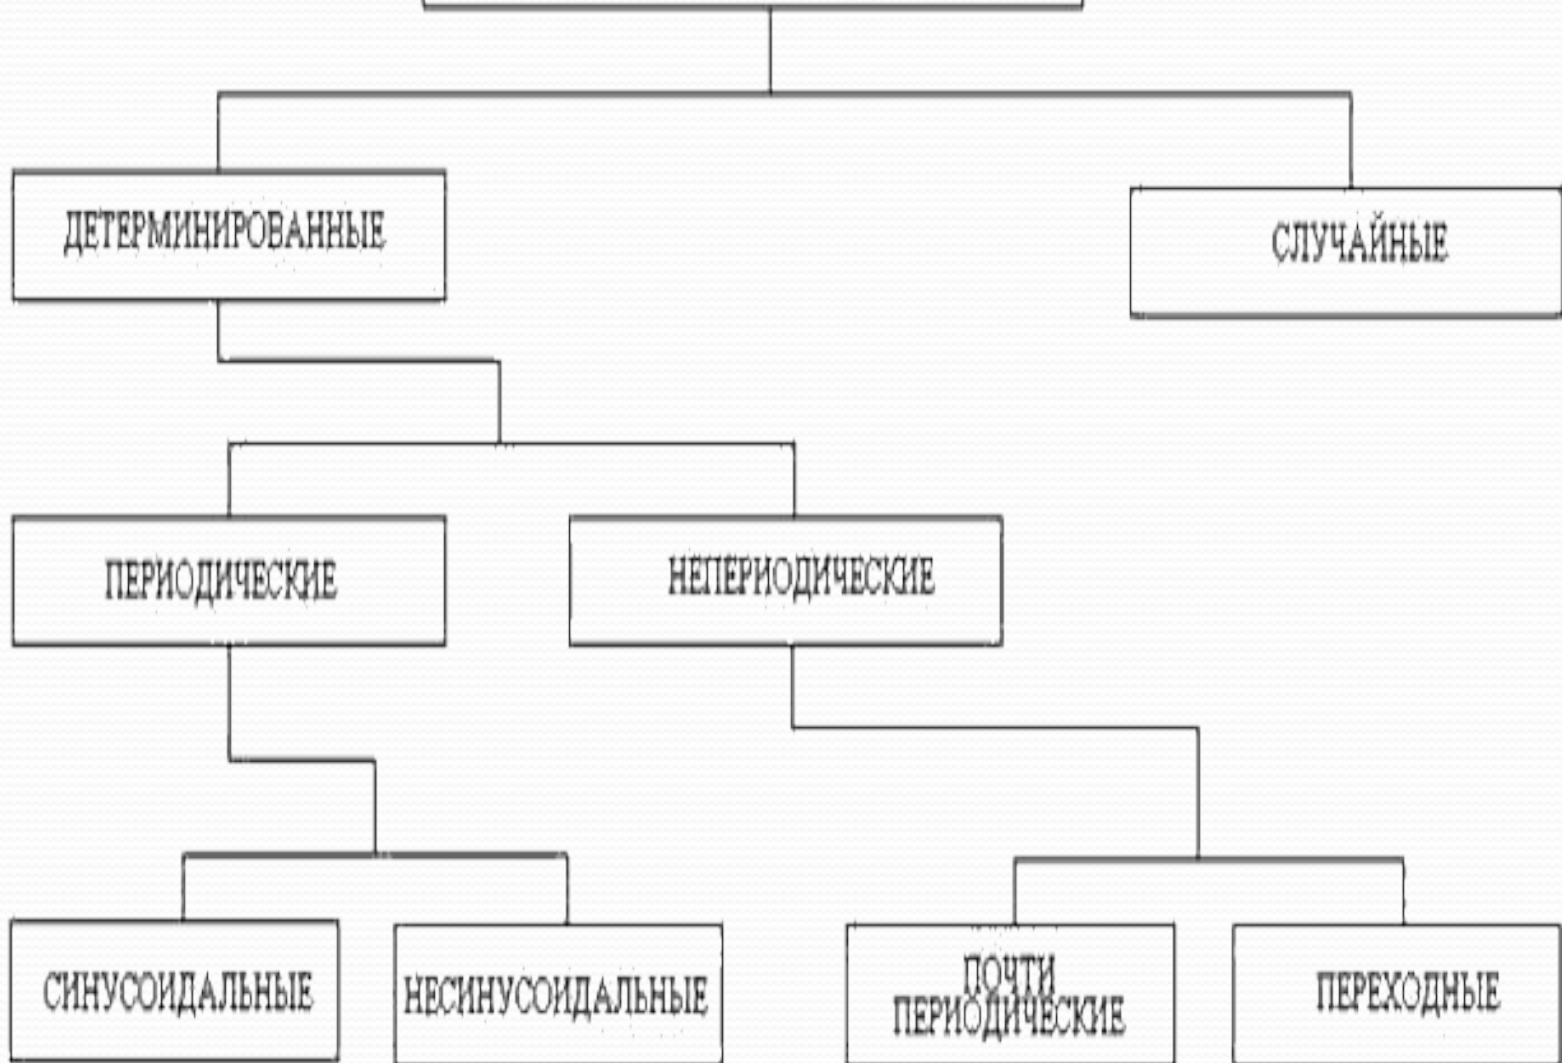 ДЕТЕРМИНИРОВАННЫЕ
СЛУЧАЙНЫЕ
ПЕРИОДИЧЕСКИЕ
НЕПЕРИОДИЧЕСКИЕ
СИНУСОИДАЛЬНЫЕ
НЕСИНУСОИДАЛЬНЫЕ
ПОЧТИ
ПЕРИОДИЧЕСКИЕ
ПЕРЕХОДНЫЕ